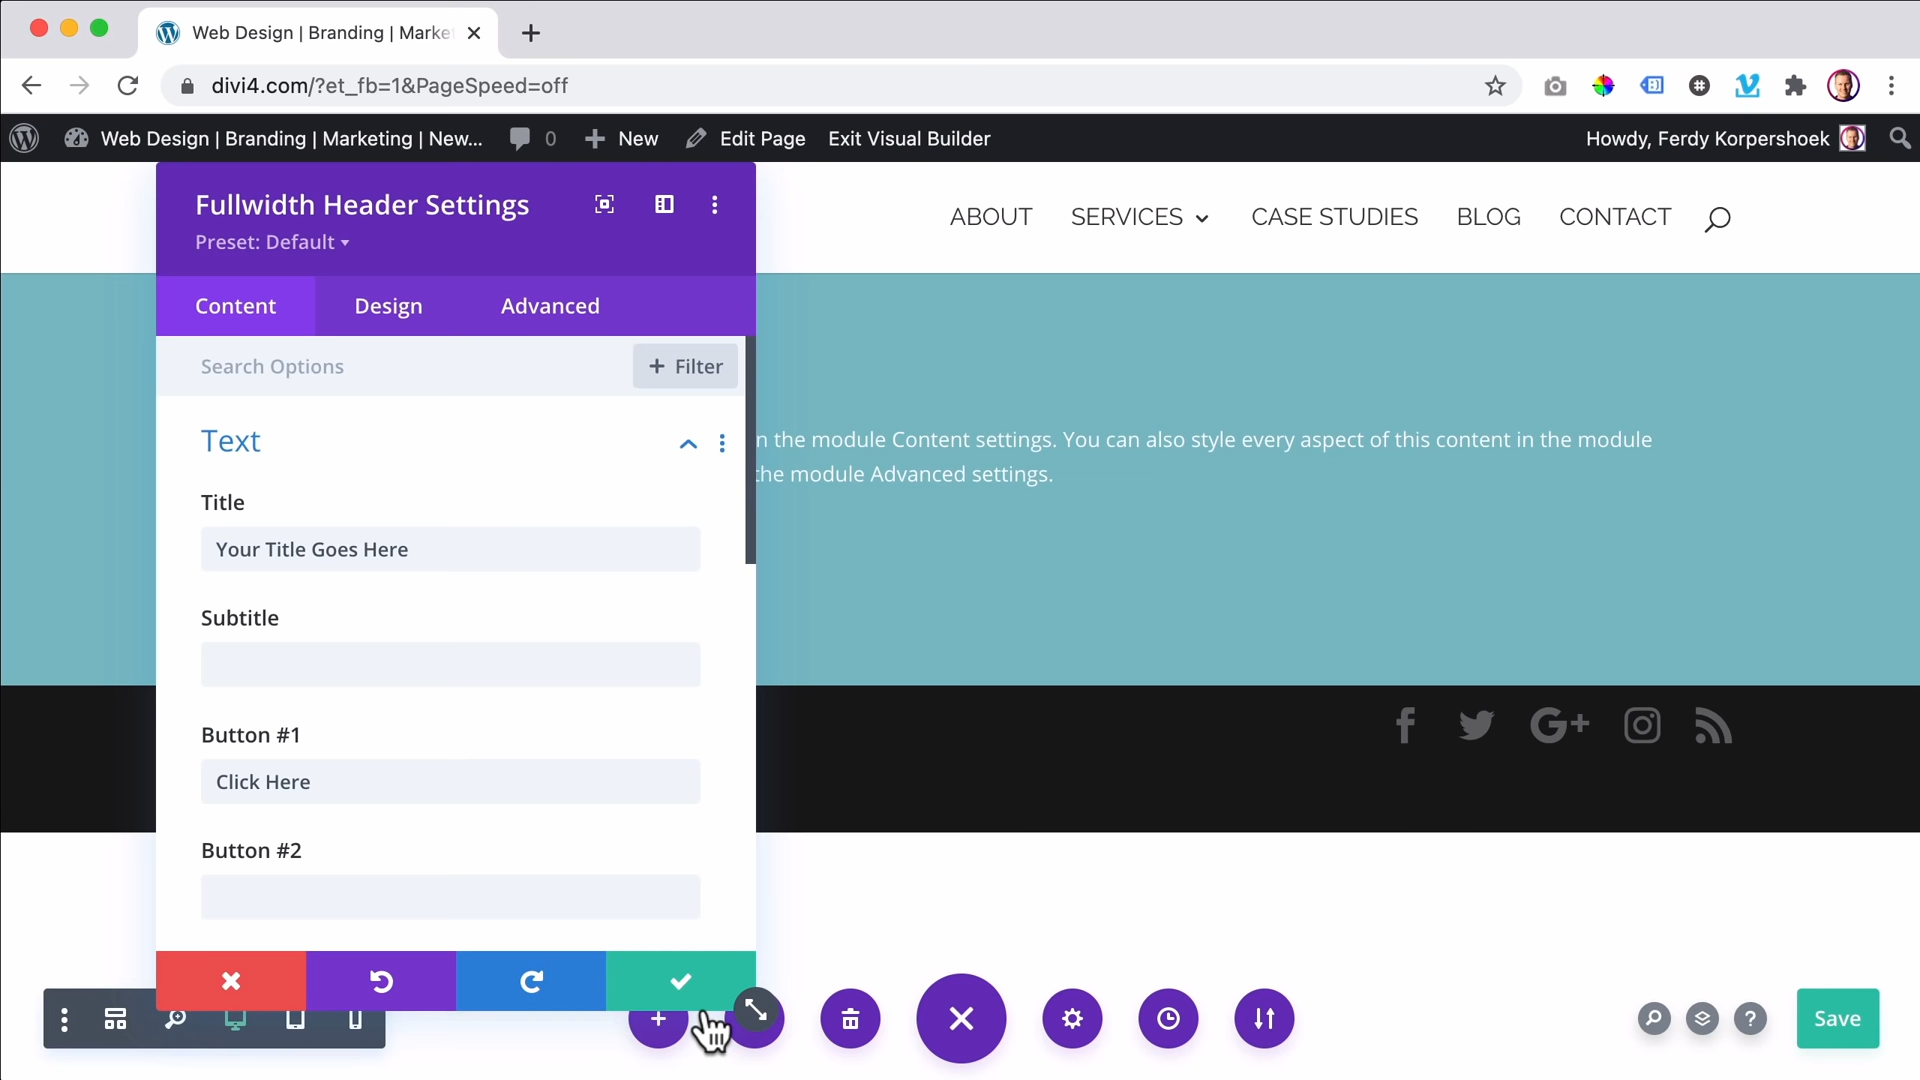 Web Design | Branding | Marke
divi4.com/?et_fb=1&PageSpeed=off
Web Design | Branding | Marketing | New... 0 New Edit Page Exit Visual Builder Howdy, Ferdy Korpershoek
Fullwidth Header Settings
Preset: Default
ABOUT SERVICES CASE STUDIES BLOG CONTACT
Content Design Advanced
Search Options
+ Filter
Text
n the module Content settings. You can also style every aspect of this content in the module
the module Advanced settings.
Title
Your Title Goes Here
Subtitle
Button #1
Click Here
Button #2
Save